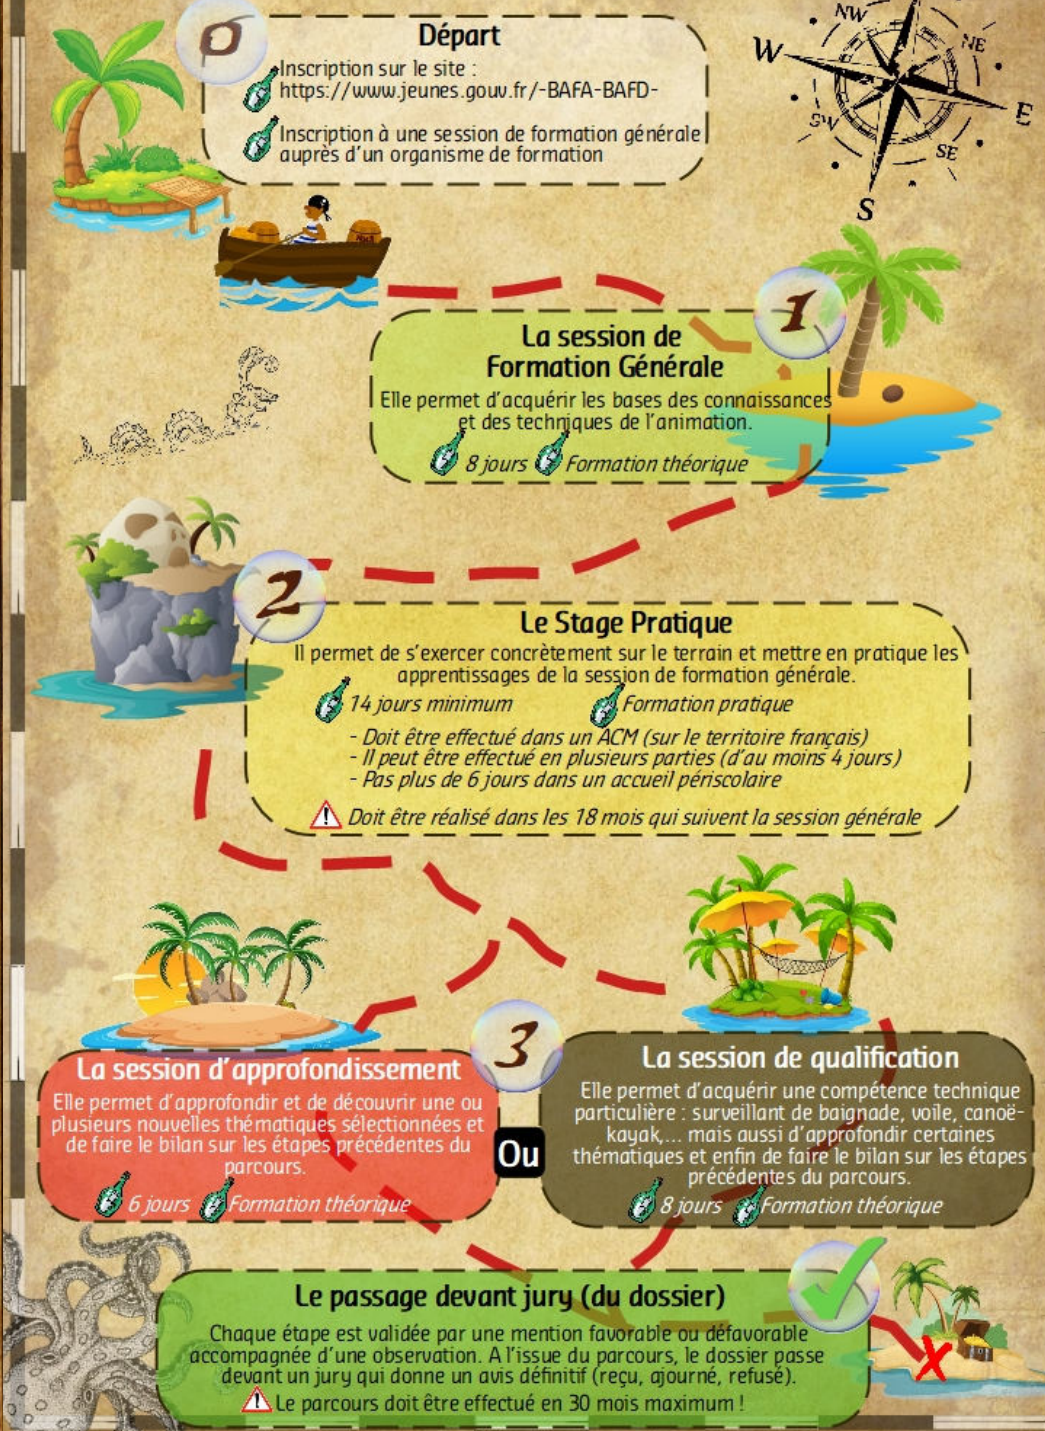 0
Départ
Inscription sur le site :
https://www.jeunes.gouv.fr/-BAFA-BAFD-
Inscription à une session de formation générale
auprès d'un organisme de formation
NW
NE
W
E
SW
SE
S
1
La session de
Formation Générale
Elle permet d'acquérir les bases des connaissances
et des techniques de l'animation.
8 jours Formation théorique
2
Le Stage Pratique
Il permet de s'exercer concrètement sur le terrain et mettre en pratique les
apprentissages de la session de formation générale.
14 jours minimum Formation pratique
- Doit être effectué dans un ACM (sur le territoire français)
- Il peut être effectué en plusieurs parties (d'au moins 4 jours)
- Pas plus de 6 jours dans un accueil périscolaire
Doit être réalisé dans les 18 mois qui suivent la session générale
3
La session d'approfondissement
Elle permet d'approfondir et de découvrir une ou
plusieurs nouvelles thématiques sélectionnées et
de faire le bilan sur les étapes précédentes du
parcours.
6 jours Formation théorique
Ou
La session de qualification
Elle permet d'acquérir une compétence technique
particulière : surveillant de baignade, voile, canoë-
kayak,... mais aussi d'approfondir certaines
thématiques et enfin de faire le bilan sur les étapes
précédentes du parcours.
8 jours Formation théorique
Le passage devant jury (du dossier)
Chaque étape est validée par une mention favorable ou défavorable
accompagnée d'une observation. A l'issue du parcours, le dossier passe
devant un jury qui donne un avis définitif (reçu, ajourné, refusé).
Le parcours doit être effectué en 30 mois maximum !